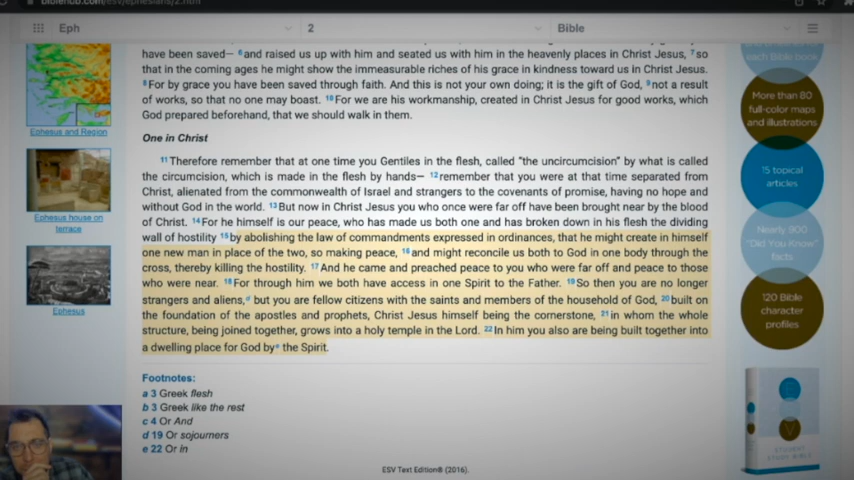 Eph
2
Bible
have been saved— 6 and raised us up with him and seated us with him in the heavenly places in Christ Jesus, 7 so
that in the coming ages he might show the immeasurable riches of his grace in kindness toward us in Christ Jesus.
8 For by grace you have been saved through faith. And this is not your own doing; it is the gift of God, 9 not a result
of works, so that no one may boast. 10 For we are his workmanship, created in Christ Jesus for good works, which
God prepared beforehand, that we should walk in them.
One in Christ
11 Therefore remember that at one time you Gentiles in the flesh, called “the uncircumcision” by what is called
the circumcision, which is made in the flesh by hands— 12 remember that you were at that time separated from
Christ, alienated from the commonwealth of Israel and strangers to the covenants of promise, having no hope and
without God in the world. 13 But now in Christ Jesus you who once were far off have been brought near by the blood
of Christ. 14 For he himself is our peace, who has made us both one and has broken down in his flesh the dividing
wall of hostility 15 by abolishing the law of commandments expressed in ordinances, that he might create in himself
one new man in place of the two, so making peace, 16 and might reconcile us both to God in one body through the
cross, thereby killing the hostility. 17 And he came and preached peace to you who were far off and peace to those
who were near. 18 For through him we both have access in one Spirit to the Father. 19 So then you are no longer
strangers and aliens, d but you are fellow citizens with the saints and members of the household of God, 20 built on
the foundation of the apostles and prophets, Christ Jesus himself being the cornerstone, 21 in whom the whole
structure, being joined together, grows into a holy temple in the Lord. 22 In him you also are being built together into
a dwelling place for God by e the Spirit.
Footnotes:
a 3 Greek flesh
b 3 Greek like the rest
c 4 Or And
d 19 Or sojourners
e 22 Or in
ESV Text Edition® (2016).
Ephesus and Region
Ephesus house on
terrace
Ephesus
each Bible book
More than 80
full-color maps
and illustrations
15 topical
articles
Nearly 900
"Did You Know"
facts
120 Bible
character
profiles
STUDENT
STUDY BIBLE